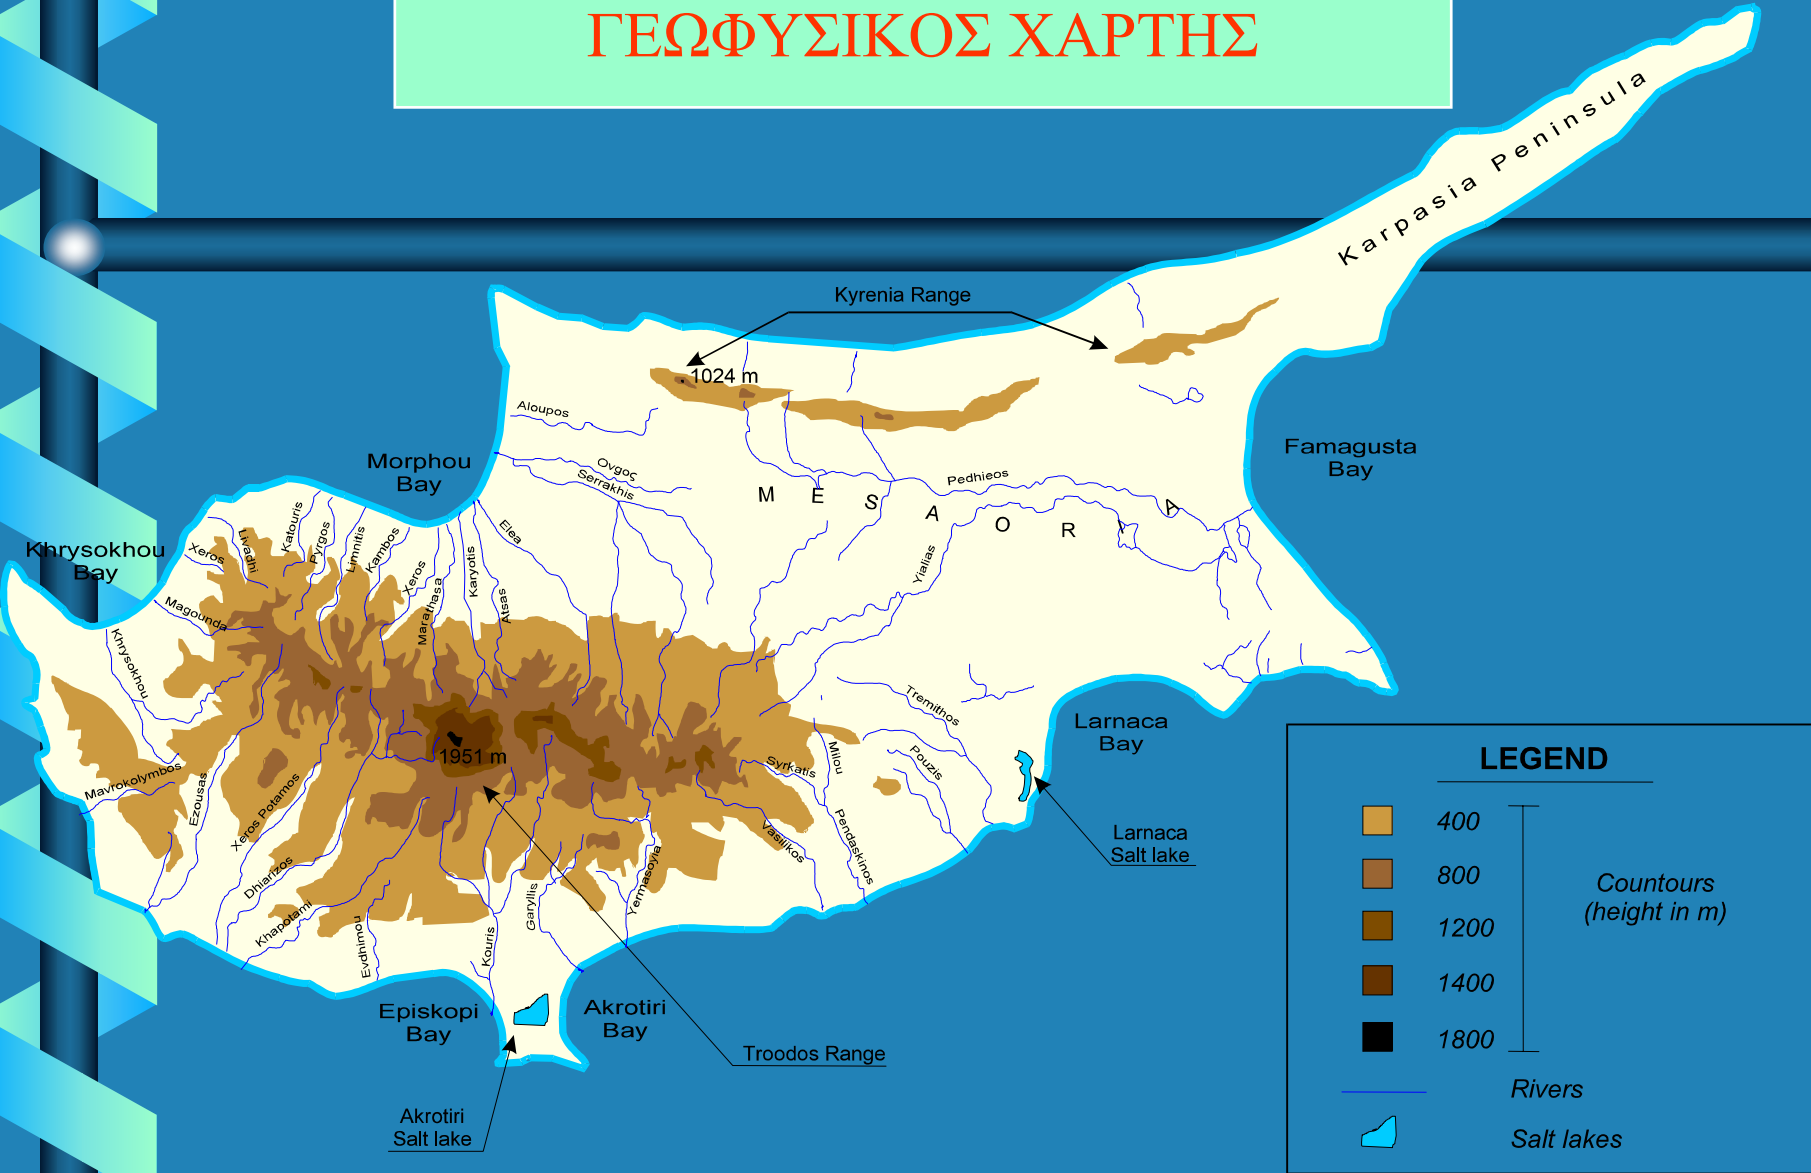 ΓΕΩΦΥΣΙΚΟΣ ΧΑΡΤΗΣ
Karpasia Peninsula
Kyrenia Range
1024 m
Aloupos
Morphou
Bay
Famagusta
Bay
Ονγος
Serrakhis
Pedhieos
MESAORIA
Khrysokhou
Bay
Xeros
Livadhi
Katouris
Pyrgos
Limnitis
Kambos
Xeros
Marathasa
Karyotis
Atsas
Elea
Yialias
Magounda
Khrysokhou
Mavrokolymbos
Ezousas
Xeros Potamos
Dhiarizos
Khapotami
Evdhimou
Kouris
Garyllis
Yermasoyia
Vasilikos
Syrkatis
Milou
Pendaskinos
Pouzis
Tremithos
1951 m
Larnaca
Bay
Larnaca
Salt lake
Episkopi
Bay
Akrotiri
Bay
Troodos Range
Akrotiri
Salt lake
LEGEND
400
800
1200
1400
1800
Countours
(height in m)
Rivers
Salt lakes